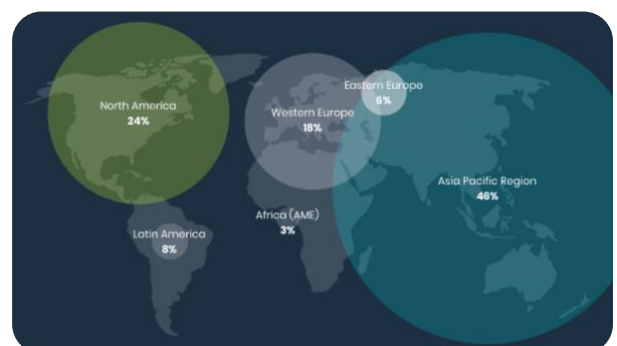 North America
24%
Western Europe
18%
Eastern Europe
6%
Asia Pacific Region
46%
Africa (AME)
3%
Latin America
8%